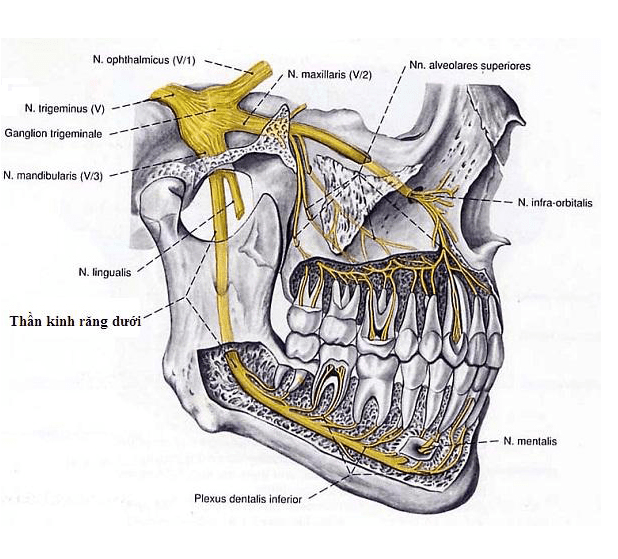 N. ophthalmicus (V/1)
Nn. alveolares superiores
N. maxillaris (V/2)
N. trigeminus (V)
Ganglion trigeminale
N. mandibularis (V/3)
N. infra-orbitalis
N. lingualis
Thần kinh răng dưới
N. mentalis
Plexus dentalis inferior